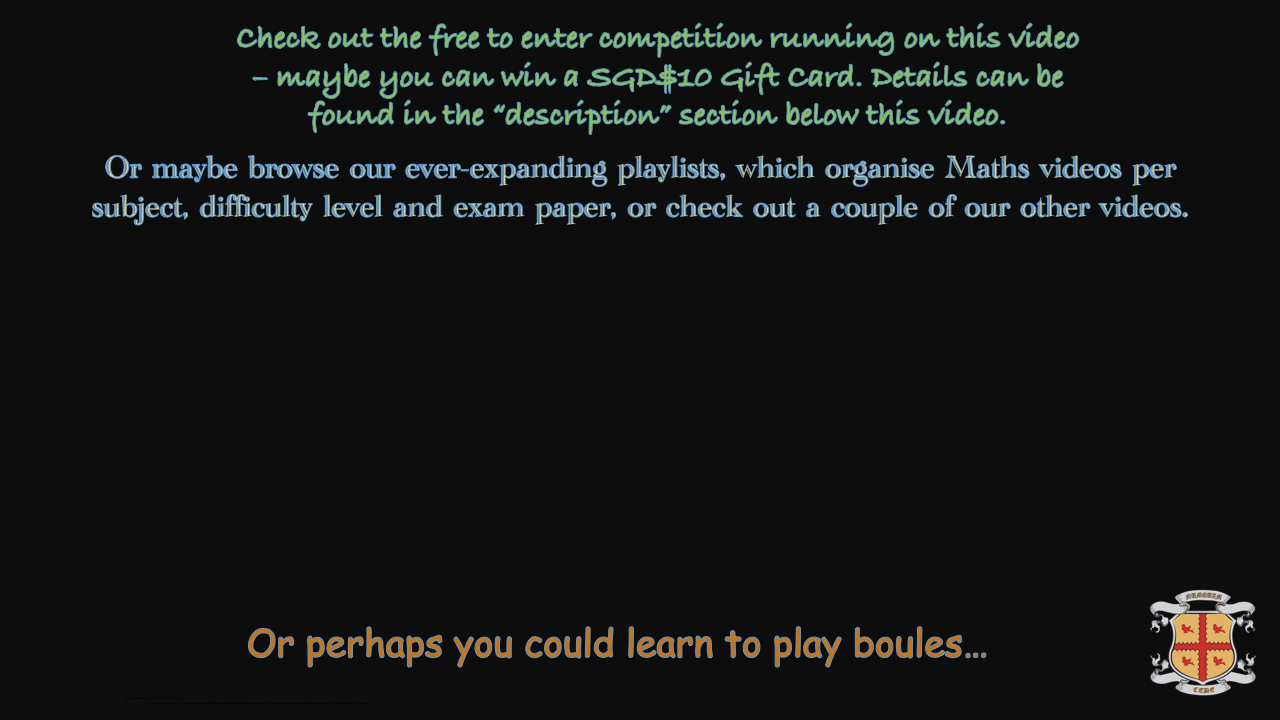 Check out the free to enter competition running on this video
– maybe you can win a SGD$10 Gift Card. Details can be
found in the “description” section below this video.
Or maybe browse our ever-expanding playlists, which organise Maths videos per
subject, difficulty level and exam paper, or check out a couple of our other videos.
Or perhaps you could learn to play boules...
NUMQUAM
CEDE